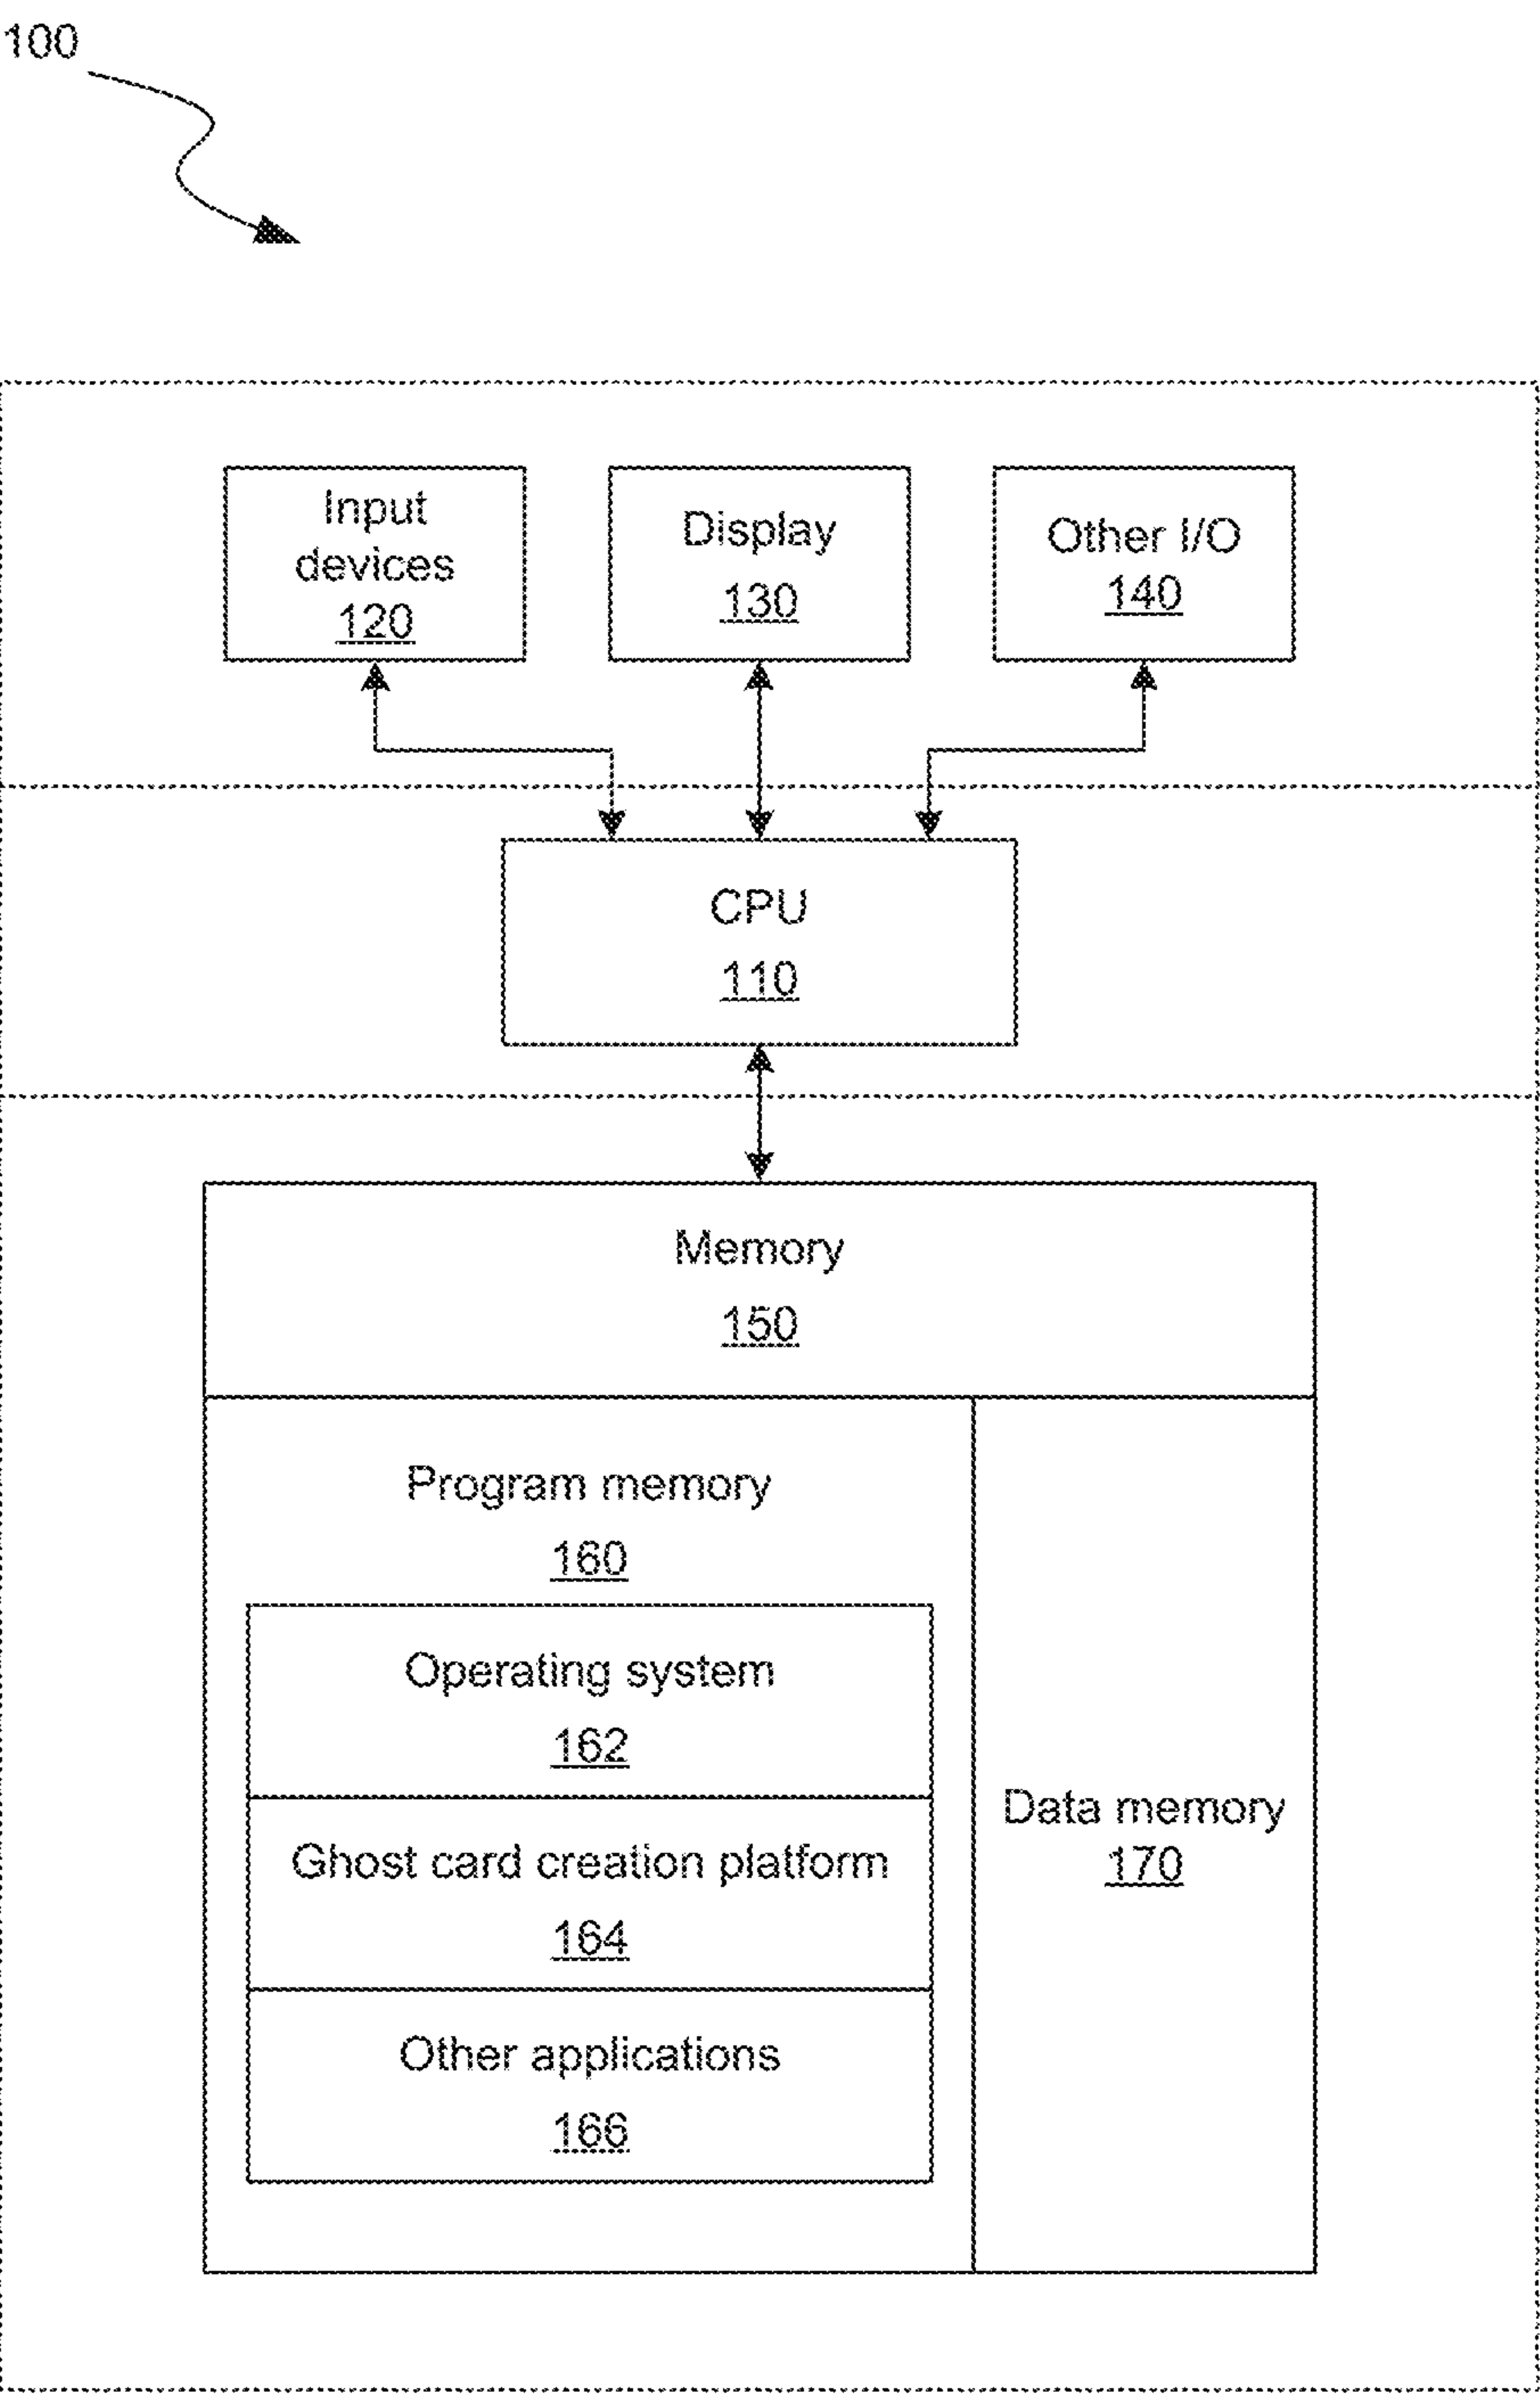 100
Input
devices
120
Display
130
Other I/O
140
CPU
110
Memory
150
Program memory
160
Operating system
162
Ghost card creation platform
164
Other applications
166
Data memory
170